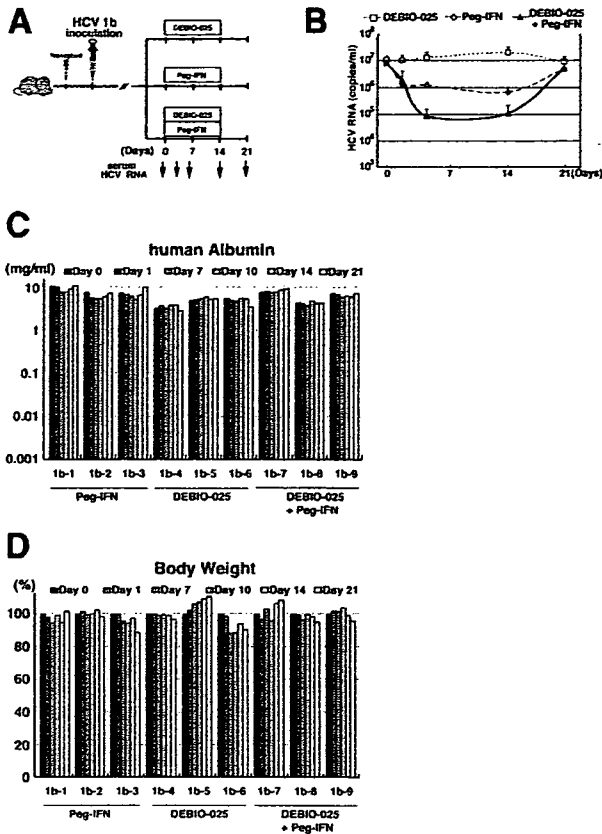 A
HCV 1b
inoculation
DEBIO-025
Peg-IFN
DEBIO-025
Peg-IFN
(Days) 0 7 14 21
serum
HCV RNA
B
DEBIO-025 Peg-IFN DEBIO-025
+ Peg-IFN
HCV RNA (copies/ml)
10⁸
10⁷
10⁶
10⁵
10⁴
10³
0 7 14 21(Days)
C
human Albumin
(mg/ml)
Day 0 Day 1 Day 7 Day 10 Day 14 Day 21
10
1
0.1
0.01
0.001
1b-1 1b-2 1b-3 1b-4 1b-5 1b-6 1b-7 1b-8 1b-9
Peg-IFN DEBIO-025 DEBIO-025
+ Peg-IFN
D
Body Weight
(%)
Day 0 Day 1 Day 7 Day 10 Day 14 Day 21
100
80
60
40
20
0
1b-1 1b-2 1b-3 1b-4 1b-5 1b-6 1b-7 1b-8 1b-9
Peg-IFN DEBIO-025 DEBIO-025
+ Peg-IFN